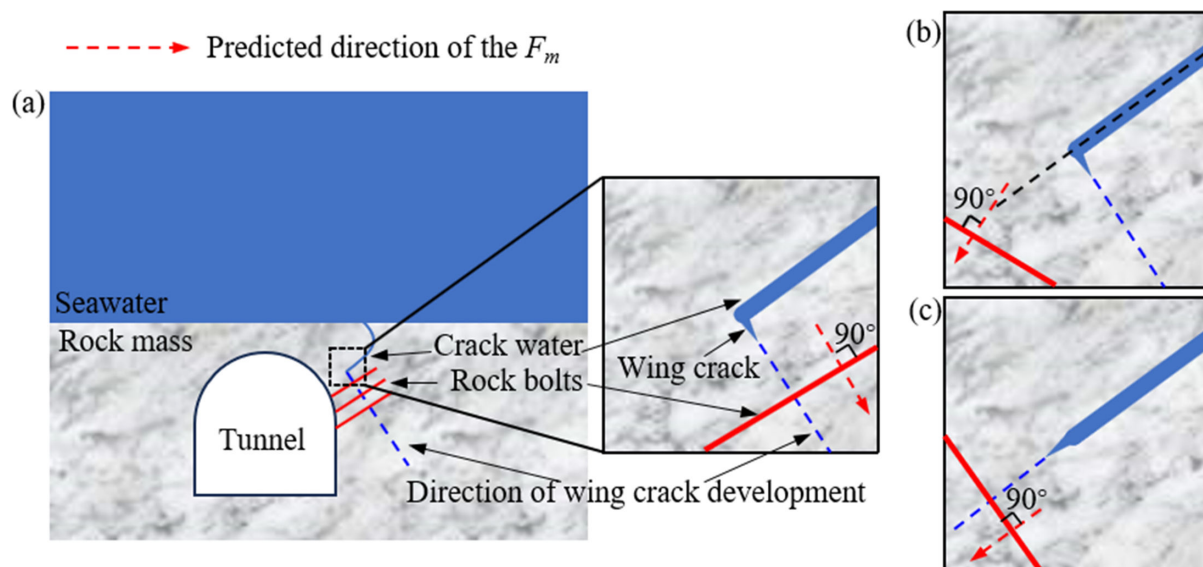 Predicted direction of the Fm
(a)
Seawater
Rock mass
Tunnel
Crack water
Rock bolts
Direction of wing crack development
Wing crack
90°
(b)
90°
(c)
90°